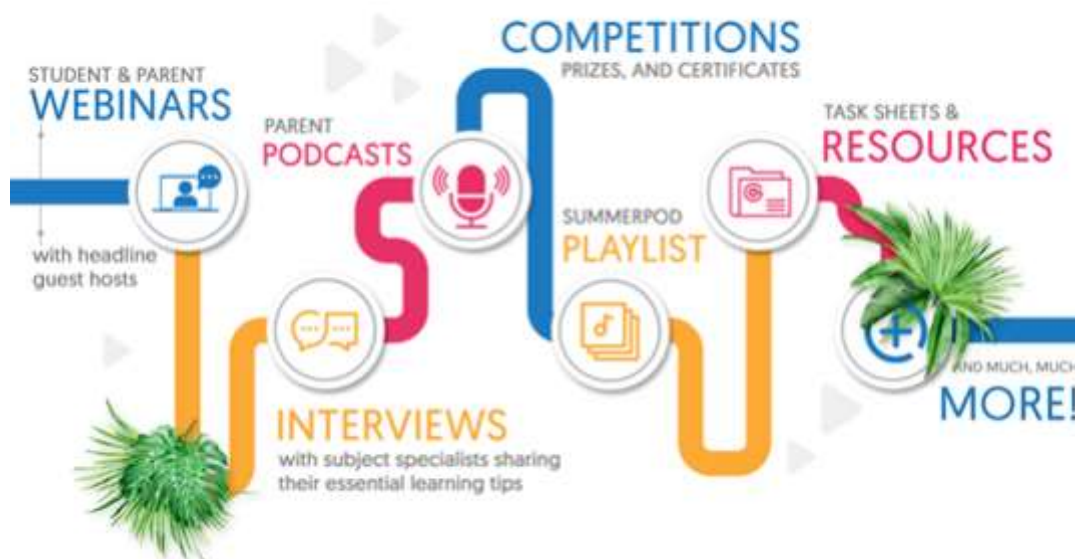 STUDENT & PARENT
WEBINARS
with headline
guest hosts
INTERVIEWS
with subject specialists sharing
their essential learning tips
PARENT
PODCASTS
COMPETITIONS
PRIZES, AND CERTIFICATES
SUMMERPOD
PLAYLIST
TASK SHEETS &
RESOURCES
AND MUCH, MUCH
MORE!